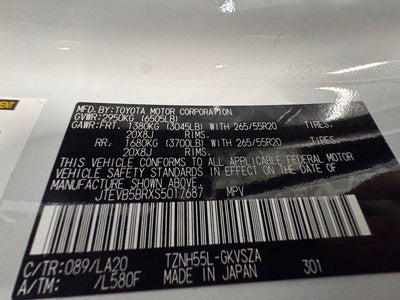 MFD.BY:TOYOTA MOTOR CORPORATION
GVWR:2950KG (6505LB)
GAWR:FRT. 1380KG (3045LB) WITH 265/55R20 TIRES.
20X8J RIMS.
RR. 1680KG (3700LB) WITH 265/55R20 TIRES.
20X8J RIMS.
THIS VEHICLE CONFORMS TO ALL APPLICABLE FEDERAL MOTOR
VEHICLE SAFETY STANDARDS IN EFFECT ON THE DATE OF
MANUFACTURE SHOWN ABOVE.
JTEVB5BRXS5017687 MPV
C/TR:089/LA20 TZNH55L-GKVSZA
A/TM: /L580F MADE IN JAPAN 301